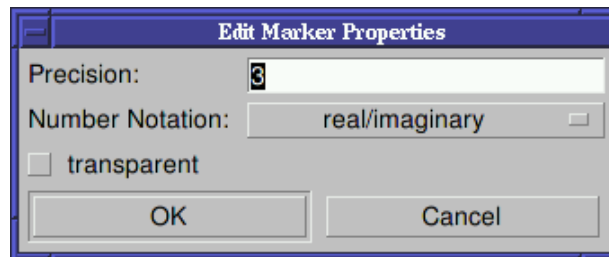 Edit Marker Properties
Precision: 3
Number Notation: real/imaginary
transparent
OK Cancel